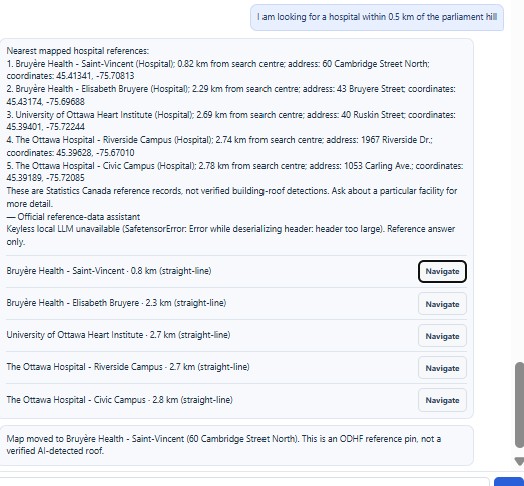 I am looking for a hospital within 0.5 km of the parliament hill
Nearest mapped hospital references:
1. Bruyère Health - Saint-Vincent (Hospital); 0.82 km from search centre; address: 60 Cambridge Street North;
coordinates: 45.41341, -75.70813
2. Bruyère Health - Elisabeth Bruyere (Hospital); 2.29 km from search centre; address: 43 Bruyere Street; coordinates:
45.43174, -75.69688
3. University of Ottawa Heart Institute (Hospital); 2.69 km from search centre; address: 40 Ruskin Street; coordinates:
45.39401, -75.72244
4. The Ottawa Hospital - Riverside Campus (Hospital); 2.74 km from search centre; address: 1967 Riverside Dr.;
coordinates: 45.39628, -75.67010
5. The Ottawa Hospital - Civic Campus (Hospital); 2.78 km from search centre; address: 1053 Carling Ave.; coordinates:
45.39189, -75.72085
These are Statistics Canada reference records, not verified building-roof detections. Ask about a particular facility for
more detail.
— Official reference-data assistant
Keyless local LLM unavailable (SafetensorError: Error while deserializing header: header too large). Reference answer
only.
Bruyère Health - Saint-Vincent · 0.8 km (straight-line) Navigate
Bruyère Health - Elisabeth Bruyere · 2.3 km (straight-line) Navigate
University of Ottawa Heart Institute · 2.7 km (straight-line) Navigate
The Ottawa Hospital - Riverside Campus · 2.7 km (straight-line) Navigate
The Ottawa Hospital - Civic Campus · 2.8 km (straight-line) Navigate
Map moved to Bruyère Health - Saint-Vincent (60 Cambridge Street North). This is an ODHF reference pin, not a
verified AI-detected roof.